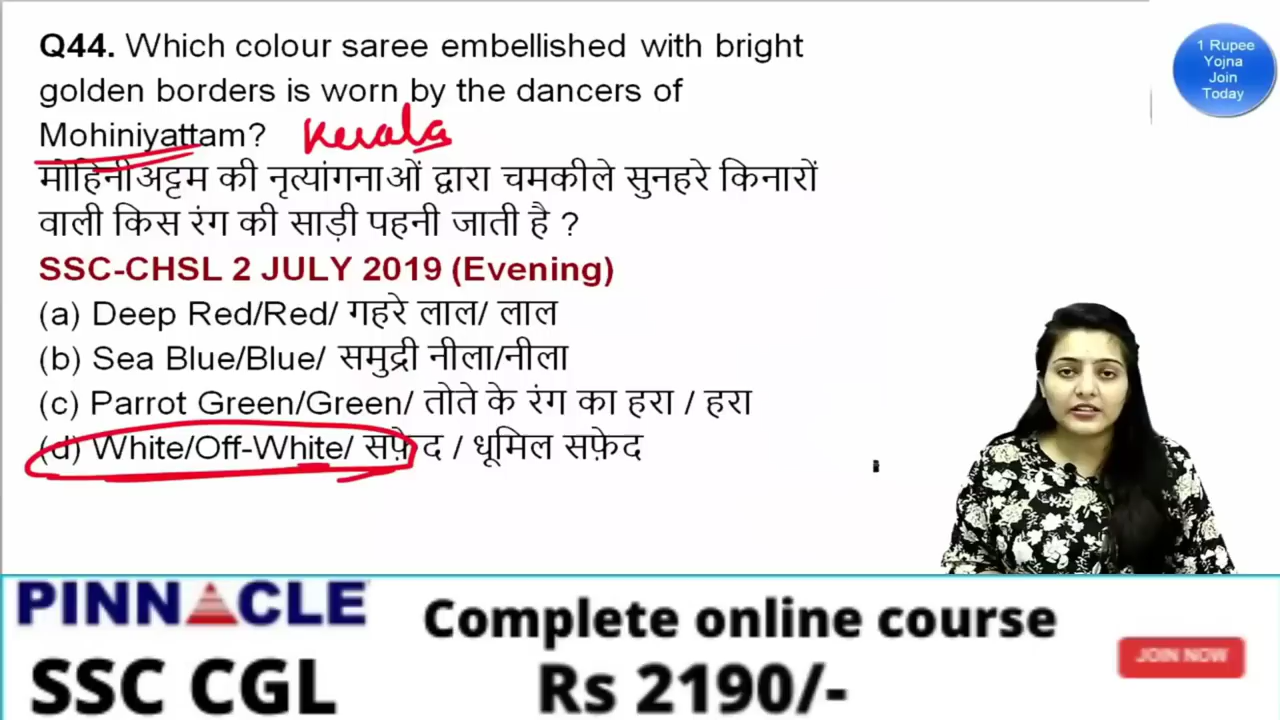 Q44. Which colour saree embellished with bright
golden borders is worn by the dancers of
Mohiniyattam? Kerala
मोहिनीअट्टम की नृत्यांगनाओं द्वारा चमकीले सुनहरे किनारों
वाली किस रंग की साड़ी पहनी जाती है ?
SSC-CHSL 2 JULY 2019 (Evening)
(a) Deep Red/Red/ गहरे लाल/ लाल
(b) Sea Blue/Blue/ समुद्री नीला/नीला
(c) Parrot Green/Green/ तोते के रंग का हरा / हरा
(d) White/Off-White/ सफ़ेद / धूमिल सफ़ेद
1 Rupee
Yojna
Join
Today
PINNACLE
SSC CGL
Complete online course
Rs 2190/-
JOIN NOW